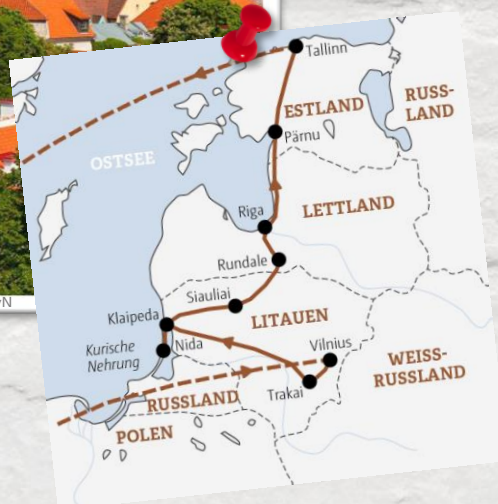 Tallinn
RUSS-
LAND
ESTLAND
Pärnu
OSTSEE
LETTLAND
Riga
Rundale
Siauliai
Klaipeda
LITAUEN
Kurische
Nehrung
Nida
Vilnius
WEISS-
RUSSLAND
Trakai
RUSSLAND
POLEN